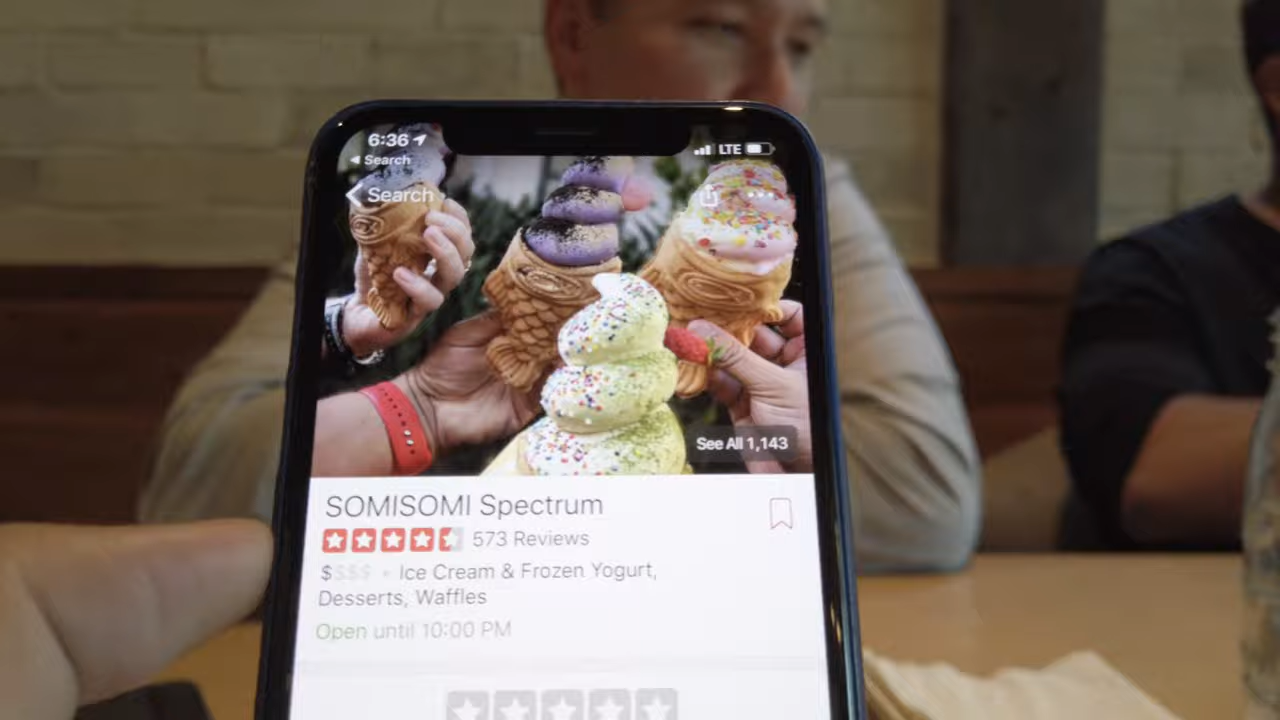 6:36
LTE
Search
Search
See All 1,143
SOMISOMI Spectrum
573 Reviews
$$$$ • Ice Cream & Frozen Yogurt,
Desserts, Waffles
Open until 10:00 PM